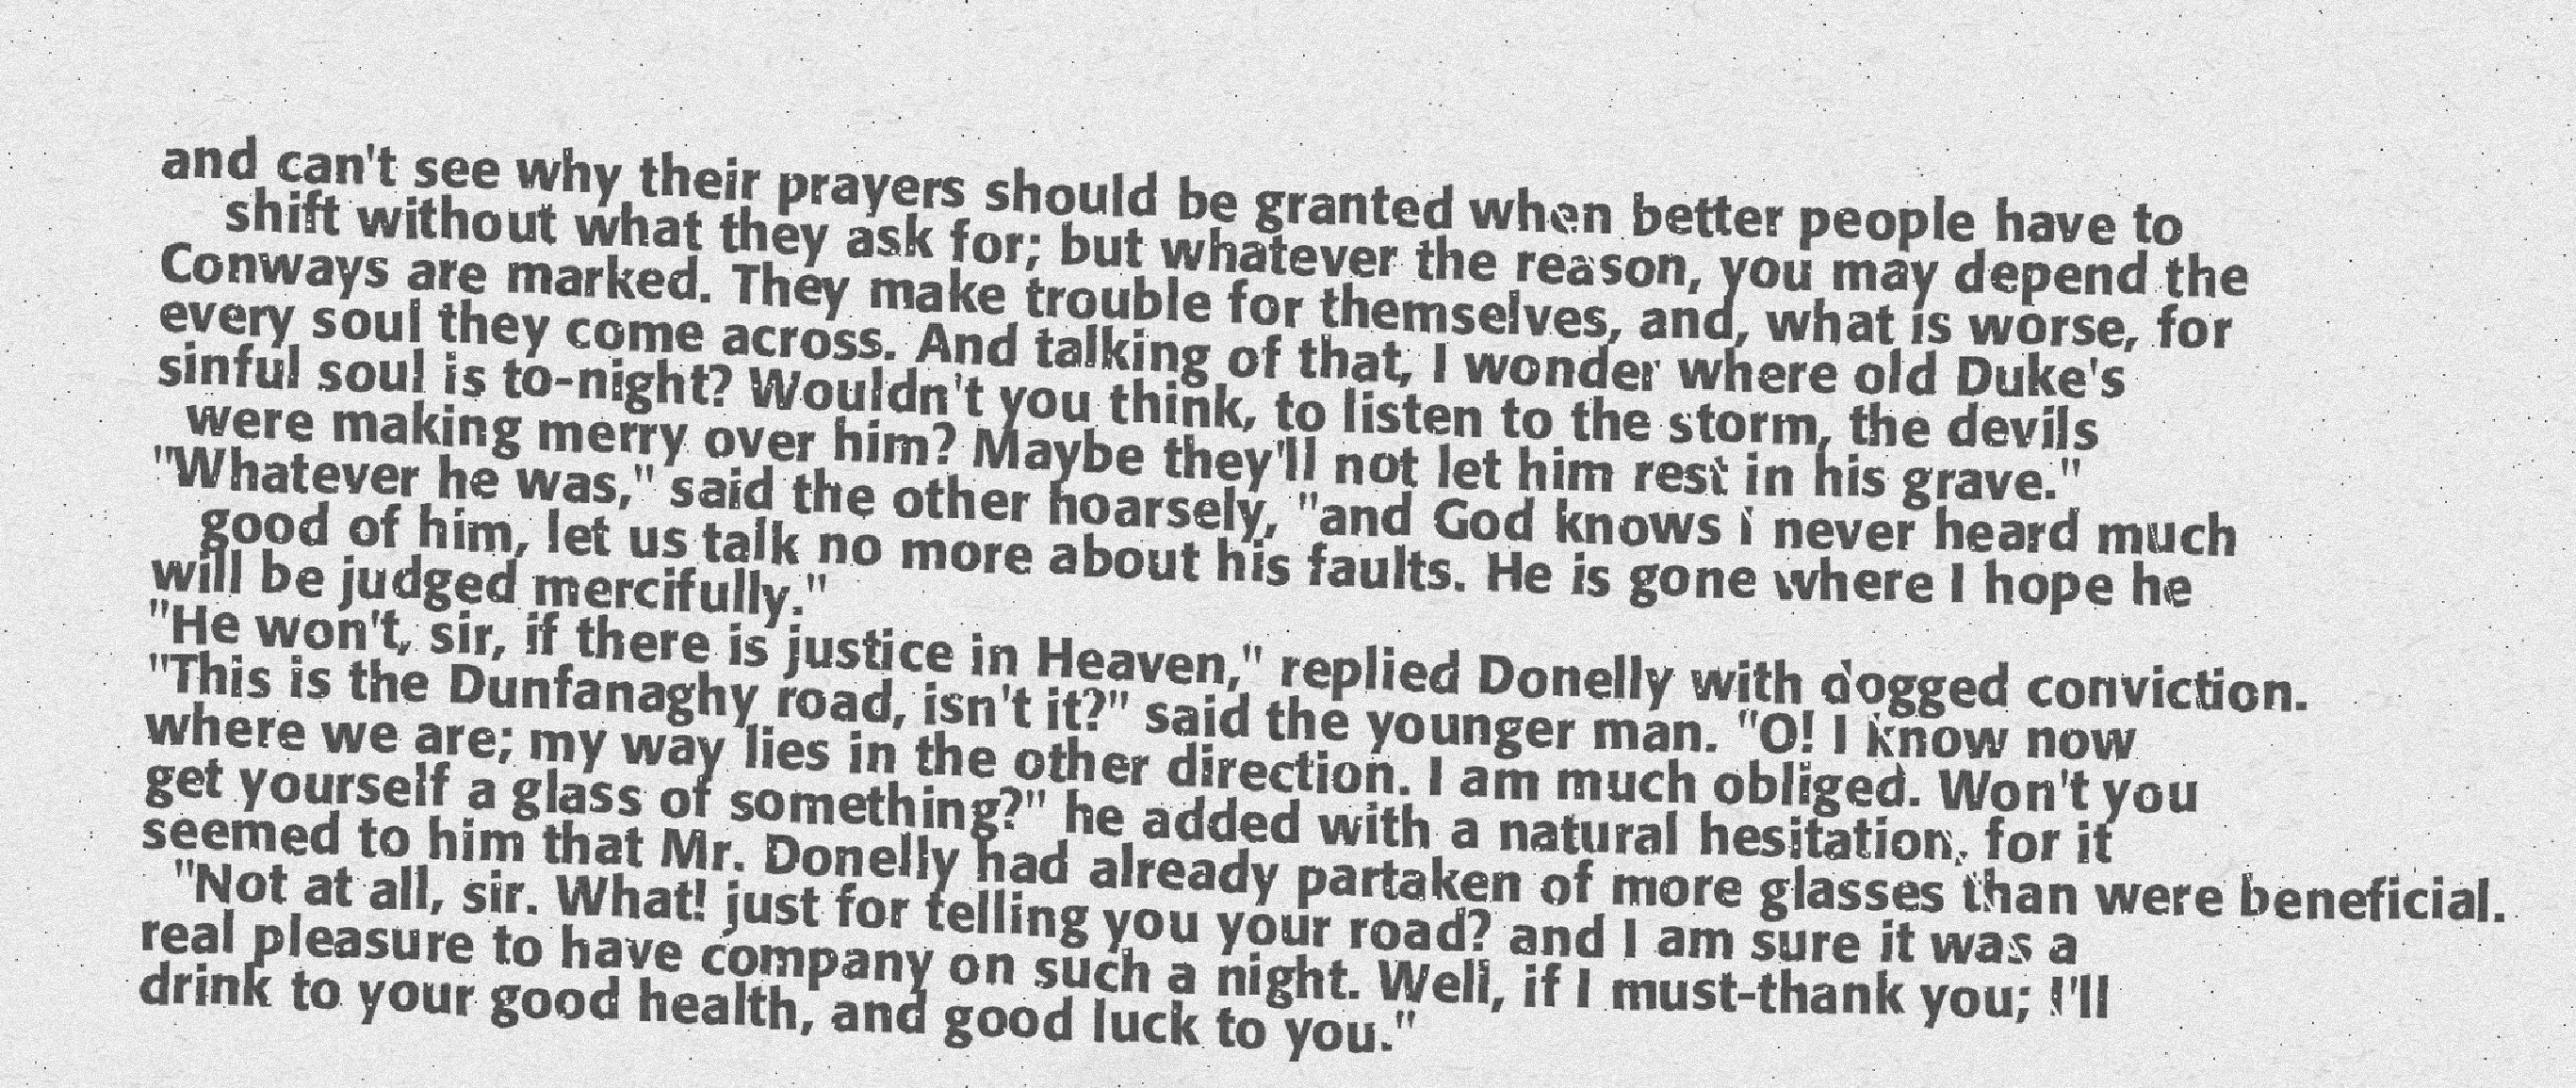 and can't see why their prayers should be granted when better people have to
shift without what they ask for; but whatever the reason, you may depend the
Conways are marked. They make trouble for themselves, and, what is worse, for
every soul they come across. And talking of that, I wonder where old Duke's
sinful soul is to-night? Wouldn't you think, to listen to the storm, the devils
were making merry over him? Maybe they'll not let him rest in his grave."
"Whatever he was," said the other hoarsely, "and God knows I never heard much
good of him, let us talk no more about his faults. He is gone where I hope he
will be judged mercifully."
"He won't, sir, if there is justice in Heaven," replied Donelly with dogged conviction.
"This is the Dunfanaghy road, isn't it?" said the younger man. "O! I know now
where we are; my way lies in the other direction. I am much obliged. Won't you
get yourself a glass of something?" he added with a natural hesitation, for it
seemed to him that Mr. Donelly had already partaken of more glasses than were beneficial.
"Not at all, sir. What! just for telling you your road? and I am sure it was a
real pleasure to have company on such a night. Well, if I must-thank you; I'll
drink to your good health, and good luck to you."